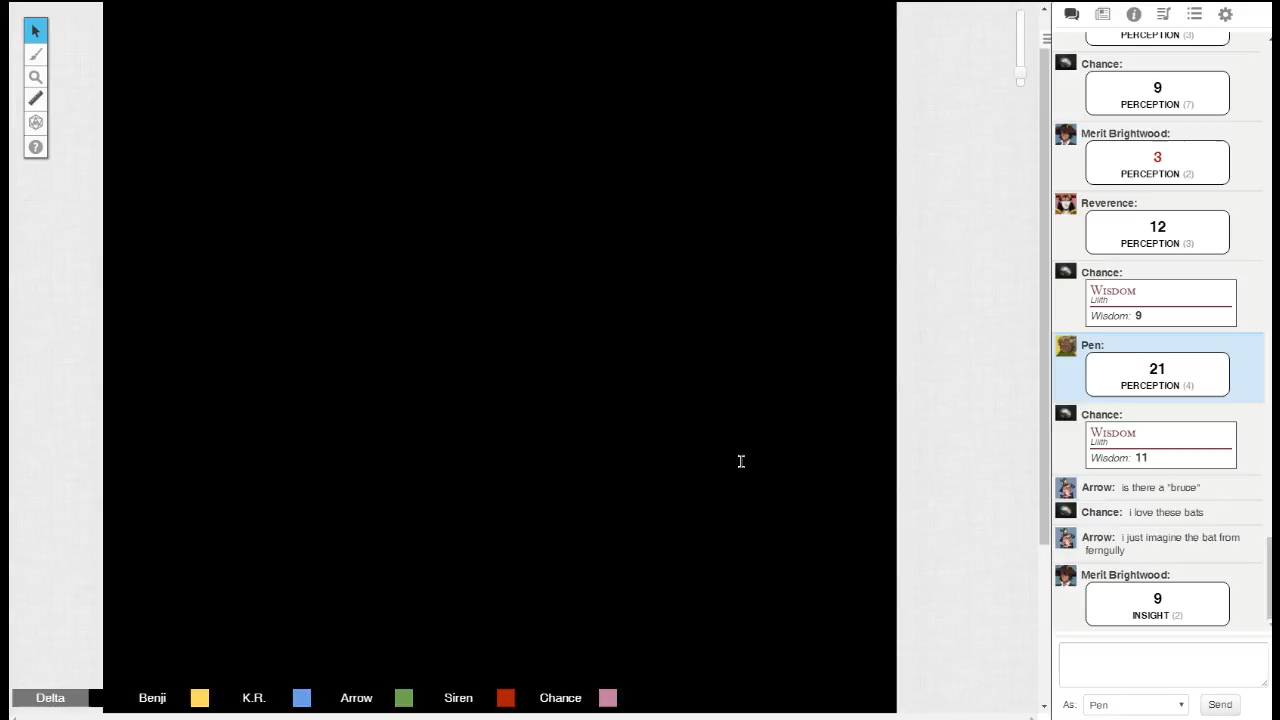 PERCEPTION (3)
Chance:
9
PERCEPTION (7)
Merit Brightwood:
3
PERCEPTION (2)
Reverence:
12
PERCEPTION (3)
Chance:
WISDOM
Lilith
Wisdom: 9
Pen:
21
PERCEPTION (4)
Chance:
WISDOM
Lilith
Wisdom: 11
Arrow: is there a "bruce"
Chance: i love these bats
Arrow: i just imagine the bat from
ferngully
Merit Brightwood:
9
INSIGHT (2)
As: Pen Send
Delta Benji K.R. Arrow Siren Chance